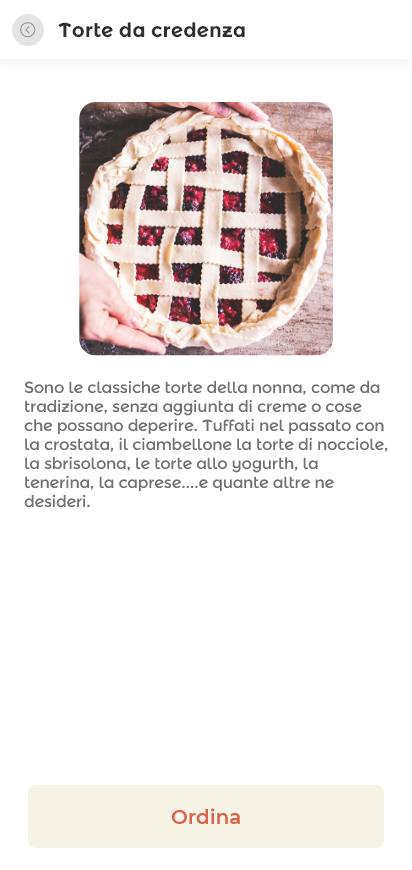 Torte da credenza
Sono le classiche torte della nonna, come da
tradizione, senza aggiunta di creme o cose
che possano deperire. Tuffati nel passato con
la crostata, il ciambellone la torte di nocciole,
la sbrisolona, le torte allo yogurth, la
tenerina, la caprese....e quante altre ne
desideri.
Ordina